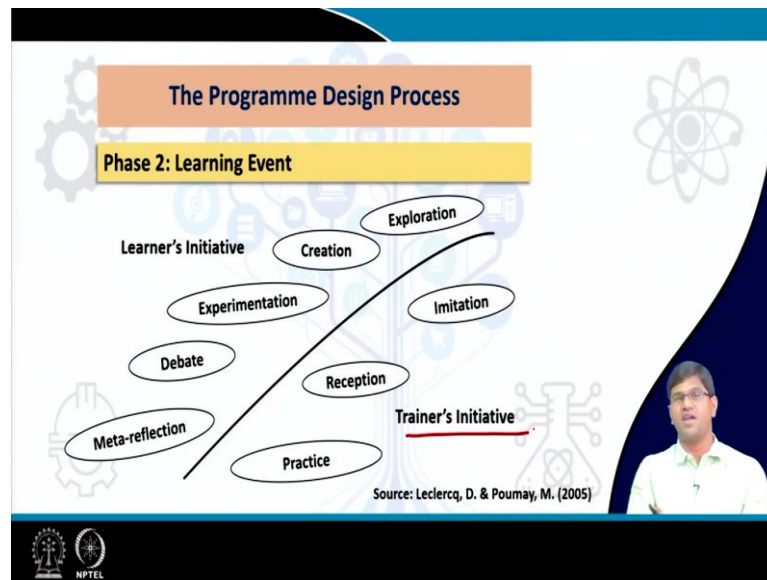 The Programme Design Process
Phase 2: Learning Event
Exploration
Learner's Initiative
Creation
Experimentation
Imitation
Debate
Reception
Trainer's Initiative
Meta-reflection
Practice
Source: Leclercq, D. & Poumay, M. (2005)
NPTEL